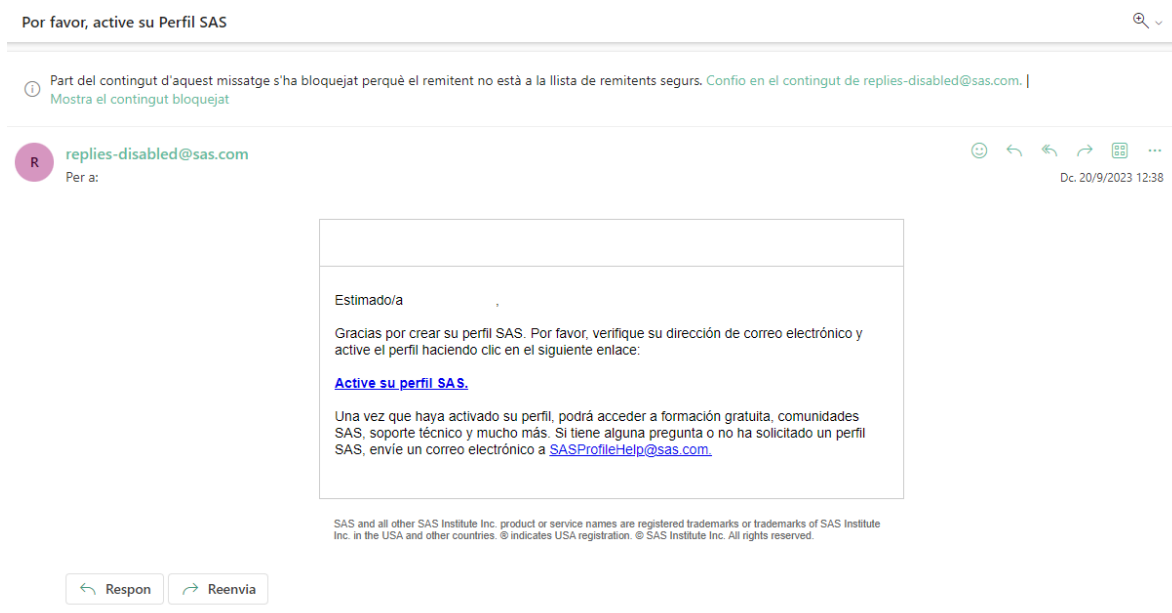 Por favor, active su Perfil SAS
Part del contingut d'aquest missatge s'ha bloquejat perquè el remitent no està a la llista de remitents segurs. Confio en el contingut de replies-disabled@sas.com. |
Mostra el contingut bloquejat
R
replies-disabled@sas.com
Per a:
Dc. 20/9/2023 12:38
Estimado/a ,
Gracias por crear su perfil SAS. Por favor, verifique su dirección de correo electrónico y
active el perfil haciendo clic en el siguiente enlace:
Active su perfil SAS.
Una vez que haya activado su perfil, podrá acceder a formación gratuita, comunidades
SAS, soporte técnico y mucho más. Si tiene alguna pregunta o no ha solicitado un perfil
SAS, envíe un correo electrónico a SASProfileHelp@sas.com.
SAS and all other SAS Institute Inc. product or service names are registered trademarks or trademarks of SAS Institute
Inc. in the USA and other countries. ® indicates USA registration. © SAS Institute Inc. All rights reserved.
Respon Reenvia